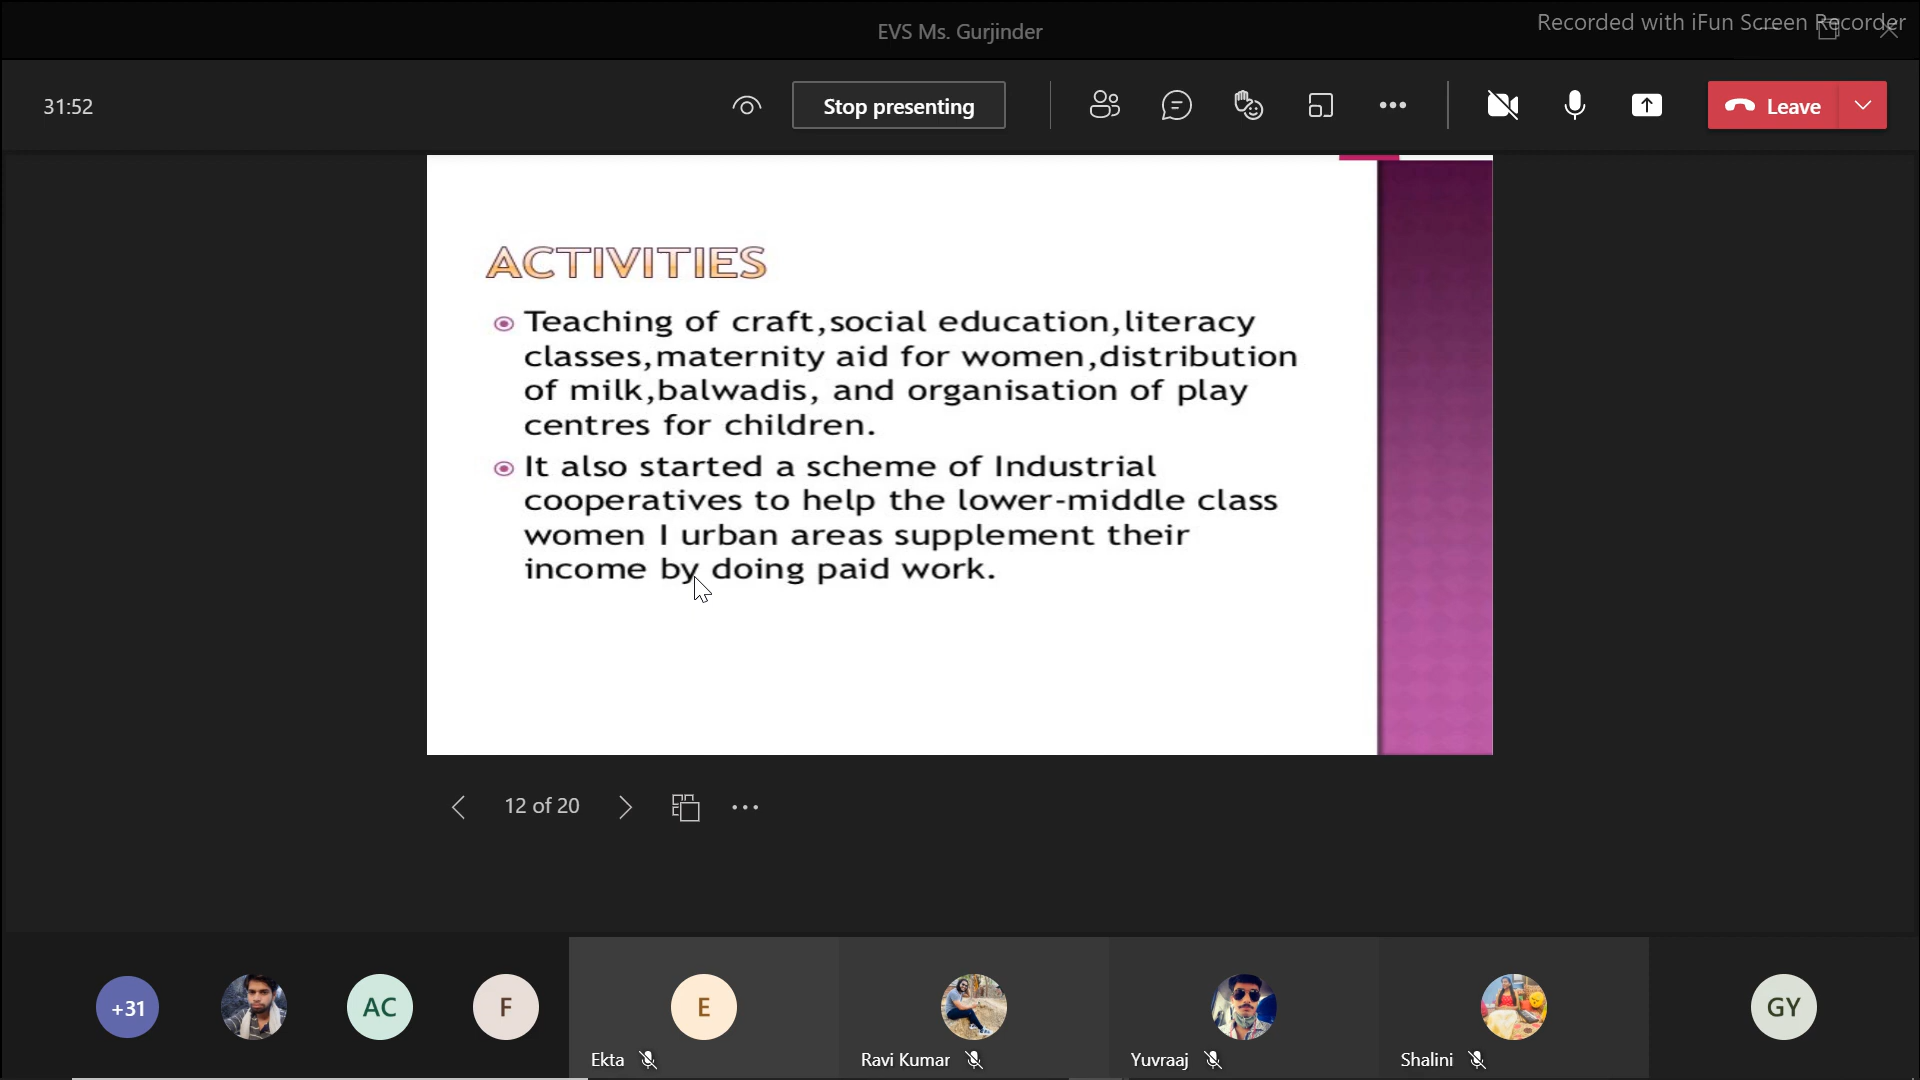 EVS Ms. Gurjinder
Recorded with iFun Screen Recorder
31:52
Stop presenting
Leave
ACTIVITIES
Teaching of craft,social education,literacy
classes,maternity aid for women,distribution
of milk,balwadis, and organisation of play
centres for children.
It also started a scheme of Industrial
cooperatives to help the lower-middle class
women I urban areas supplement their
income by doing paid work.
12 of 20
+31
AC
F
E
GY
Ekta
Ravi Kumar
Yuvraaj
Shalini